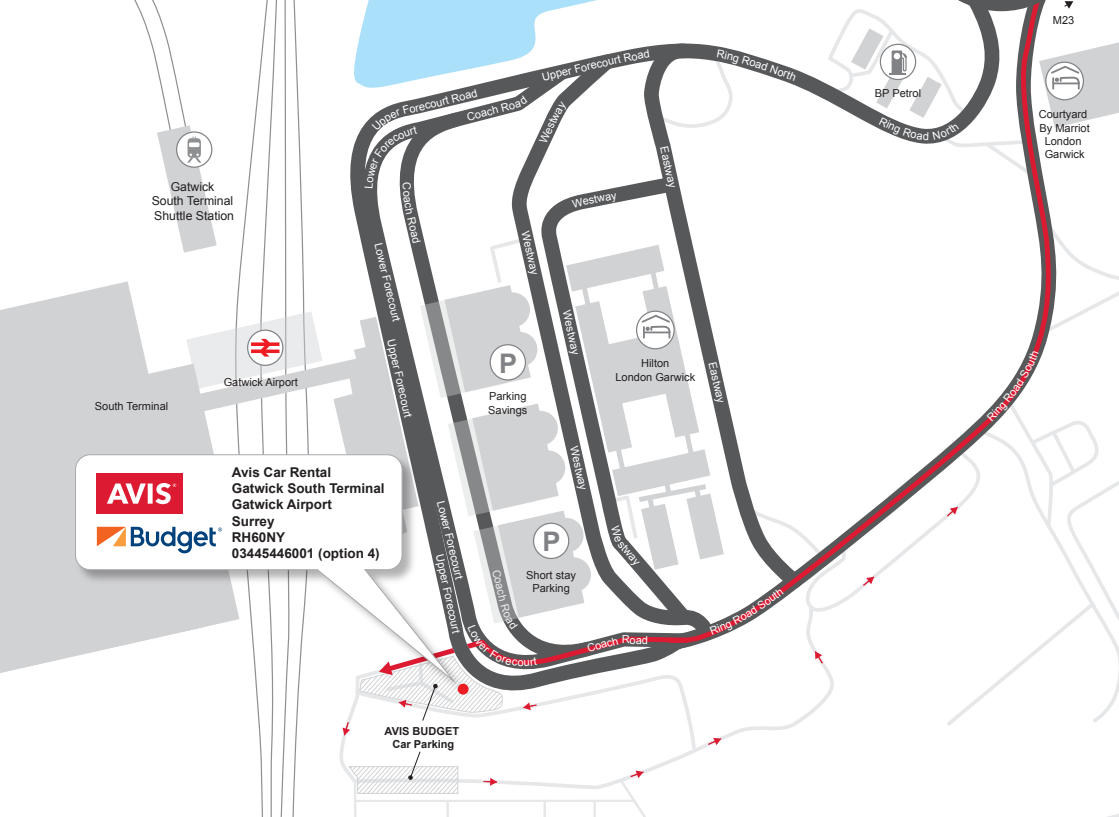 M23
Upper Forecourt Road
Ring Road North
BP Petrol
Courtyard
By Marriot
London
Garwick
Upper Forecourt Road
Coach Road
Westway
Ring Road North
Lower Forecourt
Eastway
Gatwick
South Terminal
Shuttle Station
Coach Road
Westway
Westway
Lower Forecourt
Westway
Upper Forecourt
P
Parking
Savings
Hilton
London Garwick
Eastway
Ring Road South
Gatwick Airport
South Terminal
AVIS
Budget
Avis Car Rental
Gatwick South Terminal
Gatwick Airport
Surrey
RH60NY
03445446001 (option 4)
Westway
Lower Forecourt
Upper Forecourt
P
Short stay
Parking
Westway
Coach Road
Lower Forecourt
Coach Road
Ring Road South
AVIS BUDGET
Car Parking